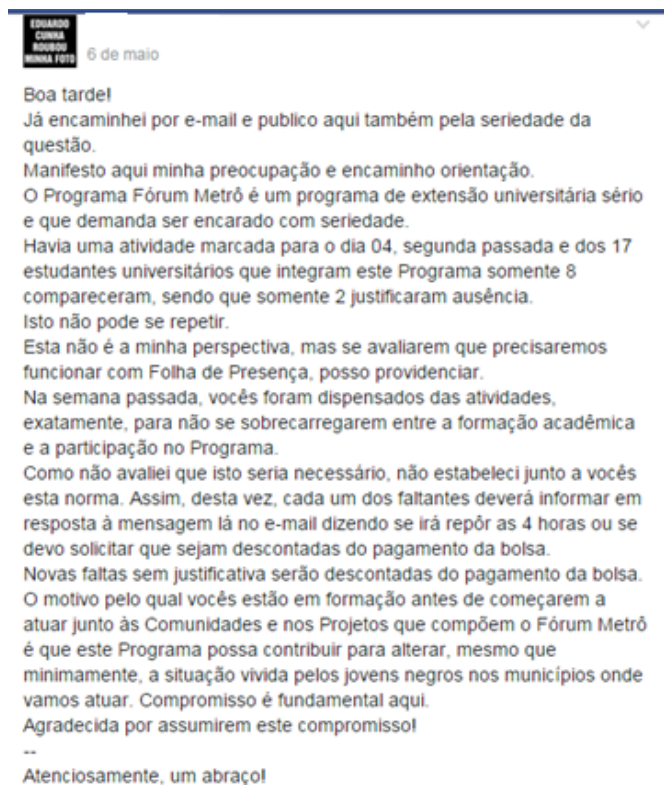 EDUARDO
CUNHA
ROUBOU
MINHA FOTO
6 de maio
Boa tarde!
Já encaminhei por e-mail e publico aqui também pela seriedade da
questão.
Manifesto aqui minha preocupação e encaminho orientação.
O Programa Fórum Metrô é um programa de extensão universitária sério
e que demanda ser encarado com seriedade.
Havia uma atividade marcada para o dia 04, segunda passada e dos 17
estudantes universitários que integram este Programa somente 8
compareceram, sendo que somente 2 justificaram ausência.
Isto não pode se repetir.
Esta não é a minha perspectiva, mas se avaliarem que precisaremos
funcionar com Folha de Presença, posso providenciar.
Na semana passada, vocês foram dispensados das atividades,
exatamente, para não se sobrecarregarem entre a formação acadêmica
e a participação no Programa.
Como não avaliei que isto seria necessário, não estabeleci junto a vocês
esta norma. Assim, desta vez, cada um dos faltantes deverá informar em
resposta à mensagem lá no e-mail dizendo se irá repôr as 4 horas ou se
devo solicitar que sejam descontadas do pagamento da bolsa.
Novas faltas sem justificativa serão descontadas do pagamento da bolsa.
O motivo pelo qual vocês estão em formação antes de começarem a
atuar junto às Comunidades e nos Projetos que compõem o Fórum Metrô
é que este Programa possa contribuir para alterar, mesmo que
minimamente, a situação vivida pelos jovens negros nos municípios onde
vamos atuar. Compromisso é fundamental aqui.
Agradecida por assumirem este compromisso!
--
Atenciosamente, um abraço!